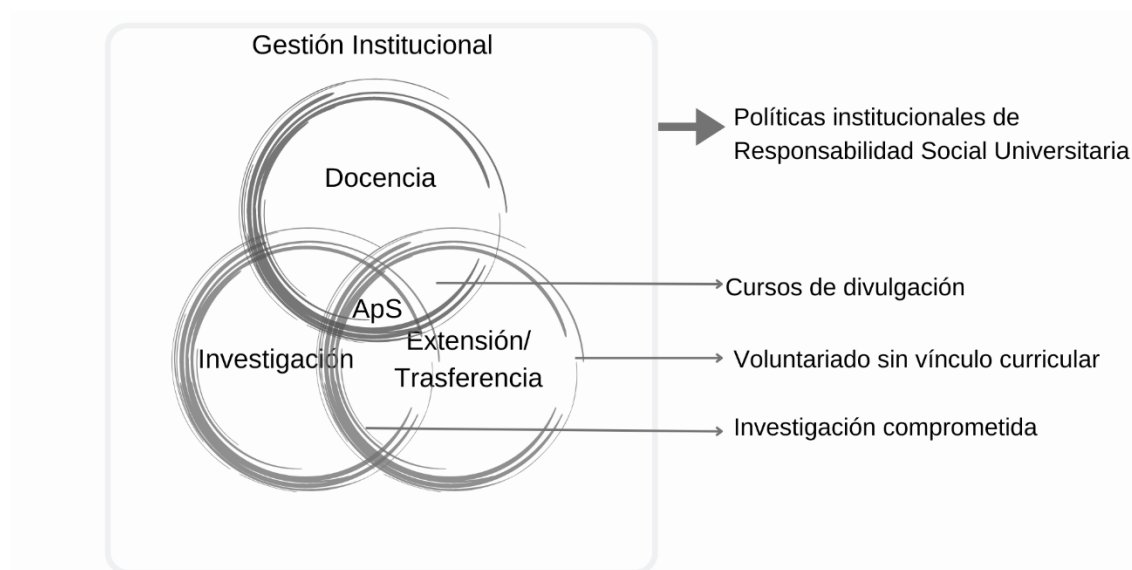 Gestión Institucional
Políticas institucionales de
Responsabilidad Social Universitaria
Docencia
Cursos de divulgación
ApS
Extensión/
Trasferencia
Investigación
Voluntariado sin vínculo curricular
Investigación comprometida